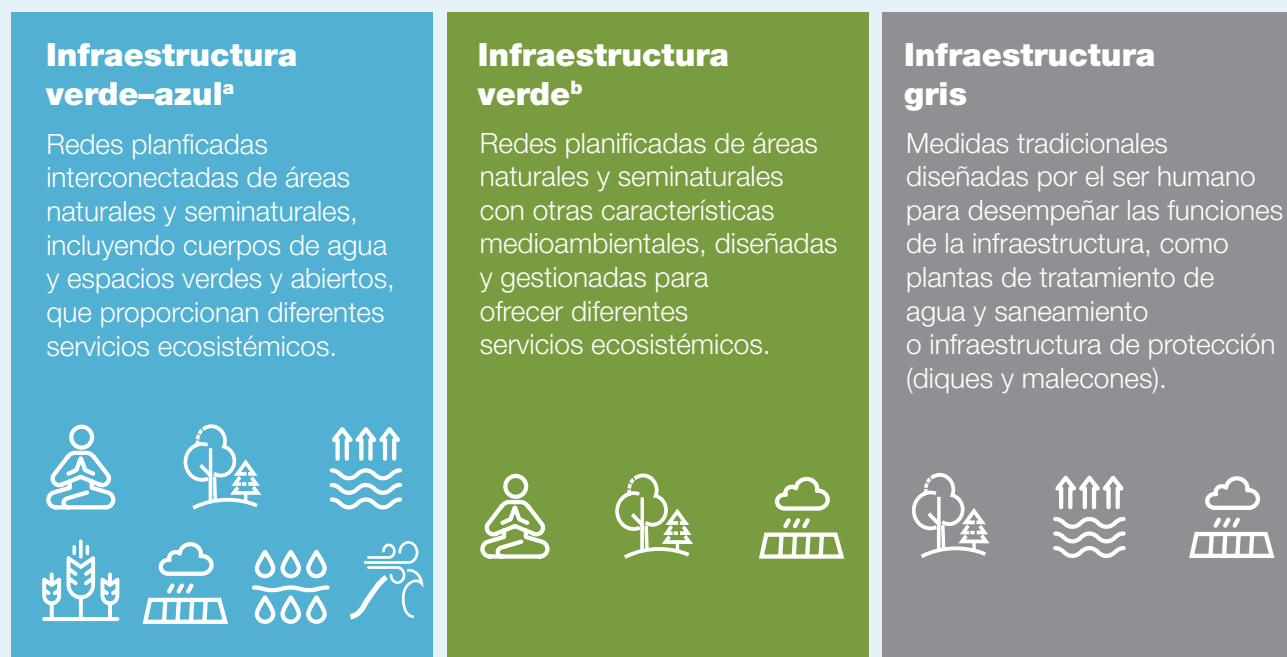 Infraestructura
verde–azulª
Redes planficadas
interconectadas de áreas
naturales y seminaturales,
incluyendo cuerpos de agua
y espacios verdes y abiertos,
que proporcionan diferentes
servicios ecosistémicos.
Infraestructura
verdeᵇ
Redes planificadas de áreas
naturales y seminaturales
con otras características
medioambientales, diseñadas
y gestionadas para
ofrecer diferentes
servicios ecosistémicos.
Infraestructura
gris
Medidas tradicionales
diseñadas por el ser humano
para desempeñar las funciones
de la infraestructura, como
plantas de tratamiento de
agua y saneamiento
o infraestructura de protección
(diques y malecones).